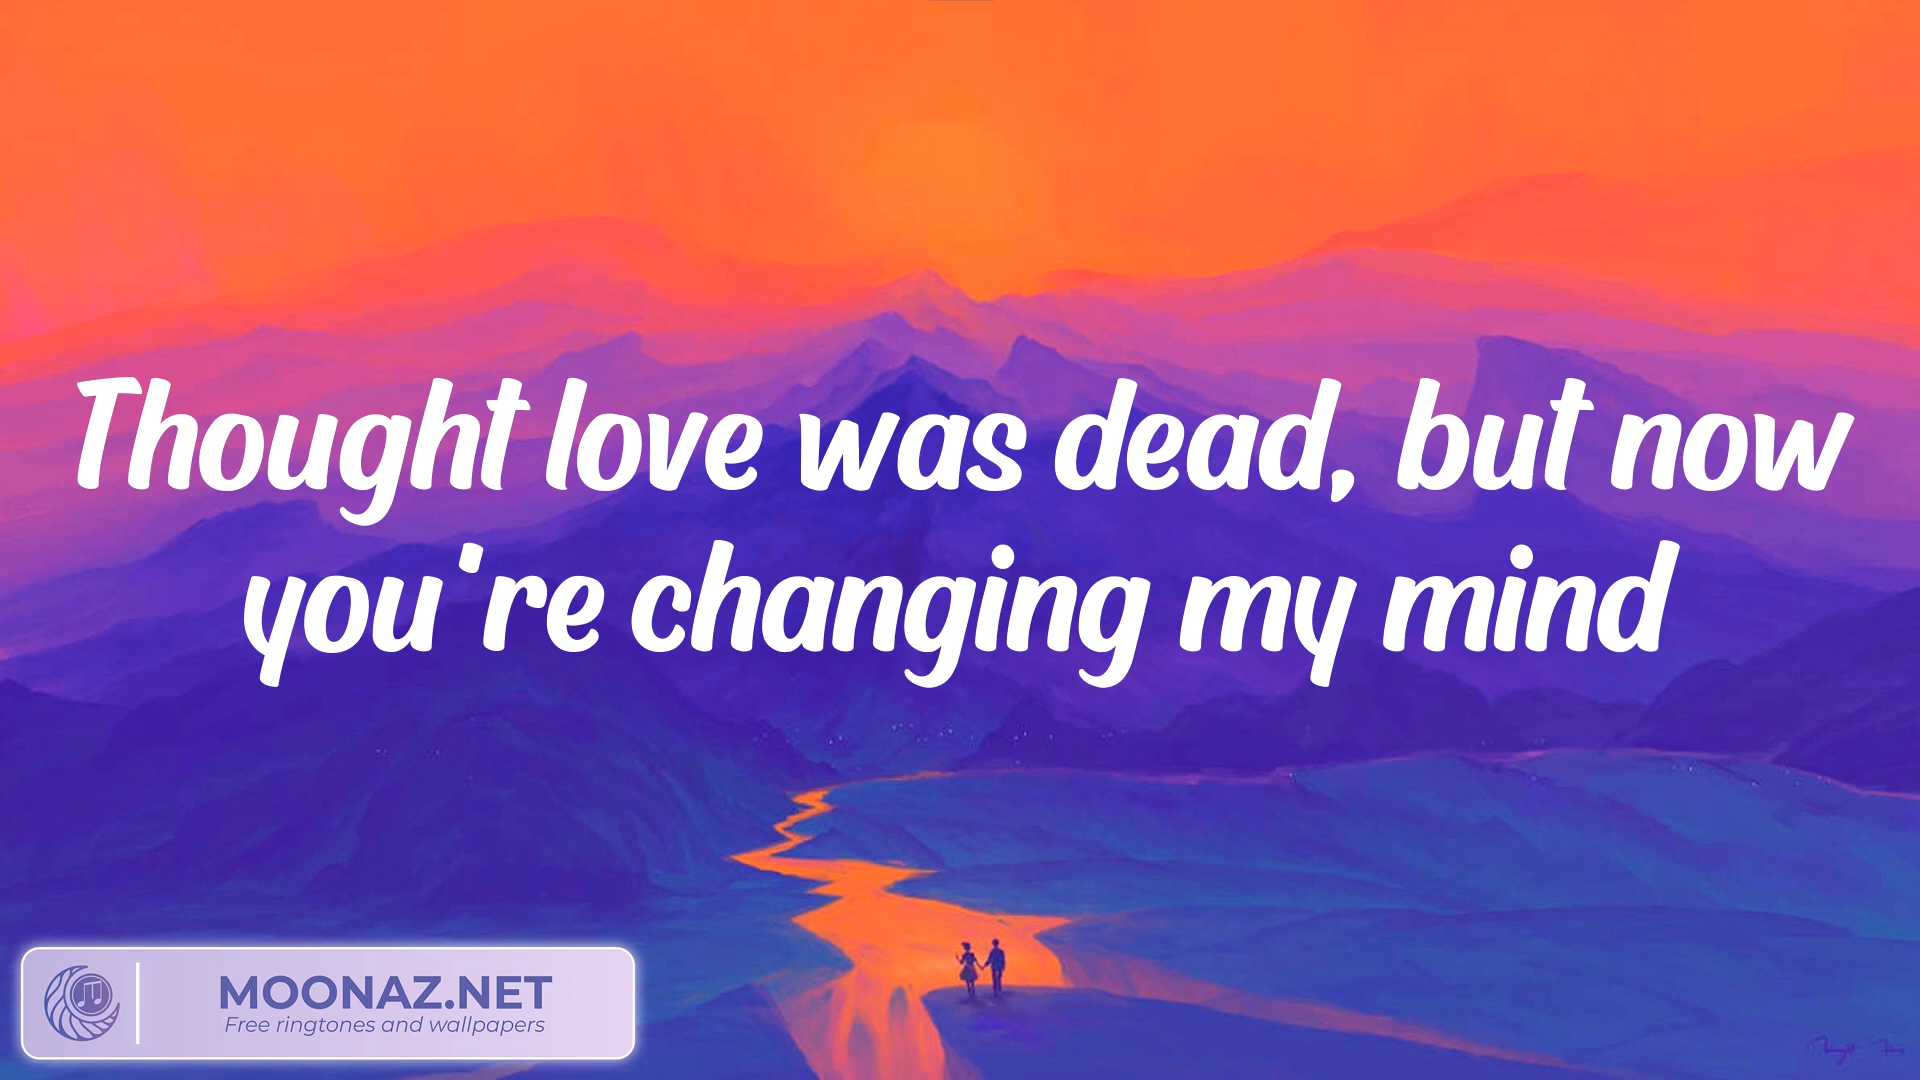 Thought love was dead, but now
you're changing my mind
MOONAZ.NET
Free ringtones and wallpapers